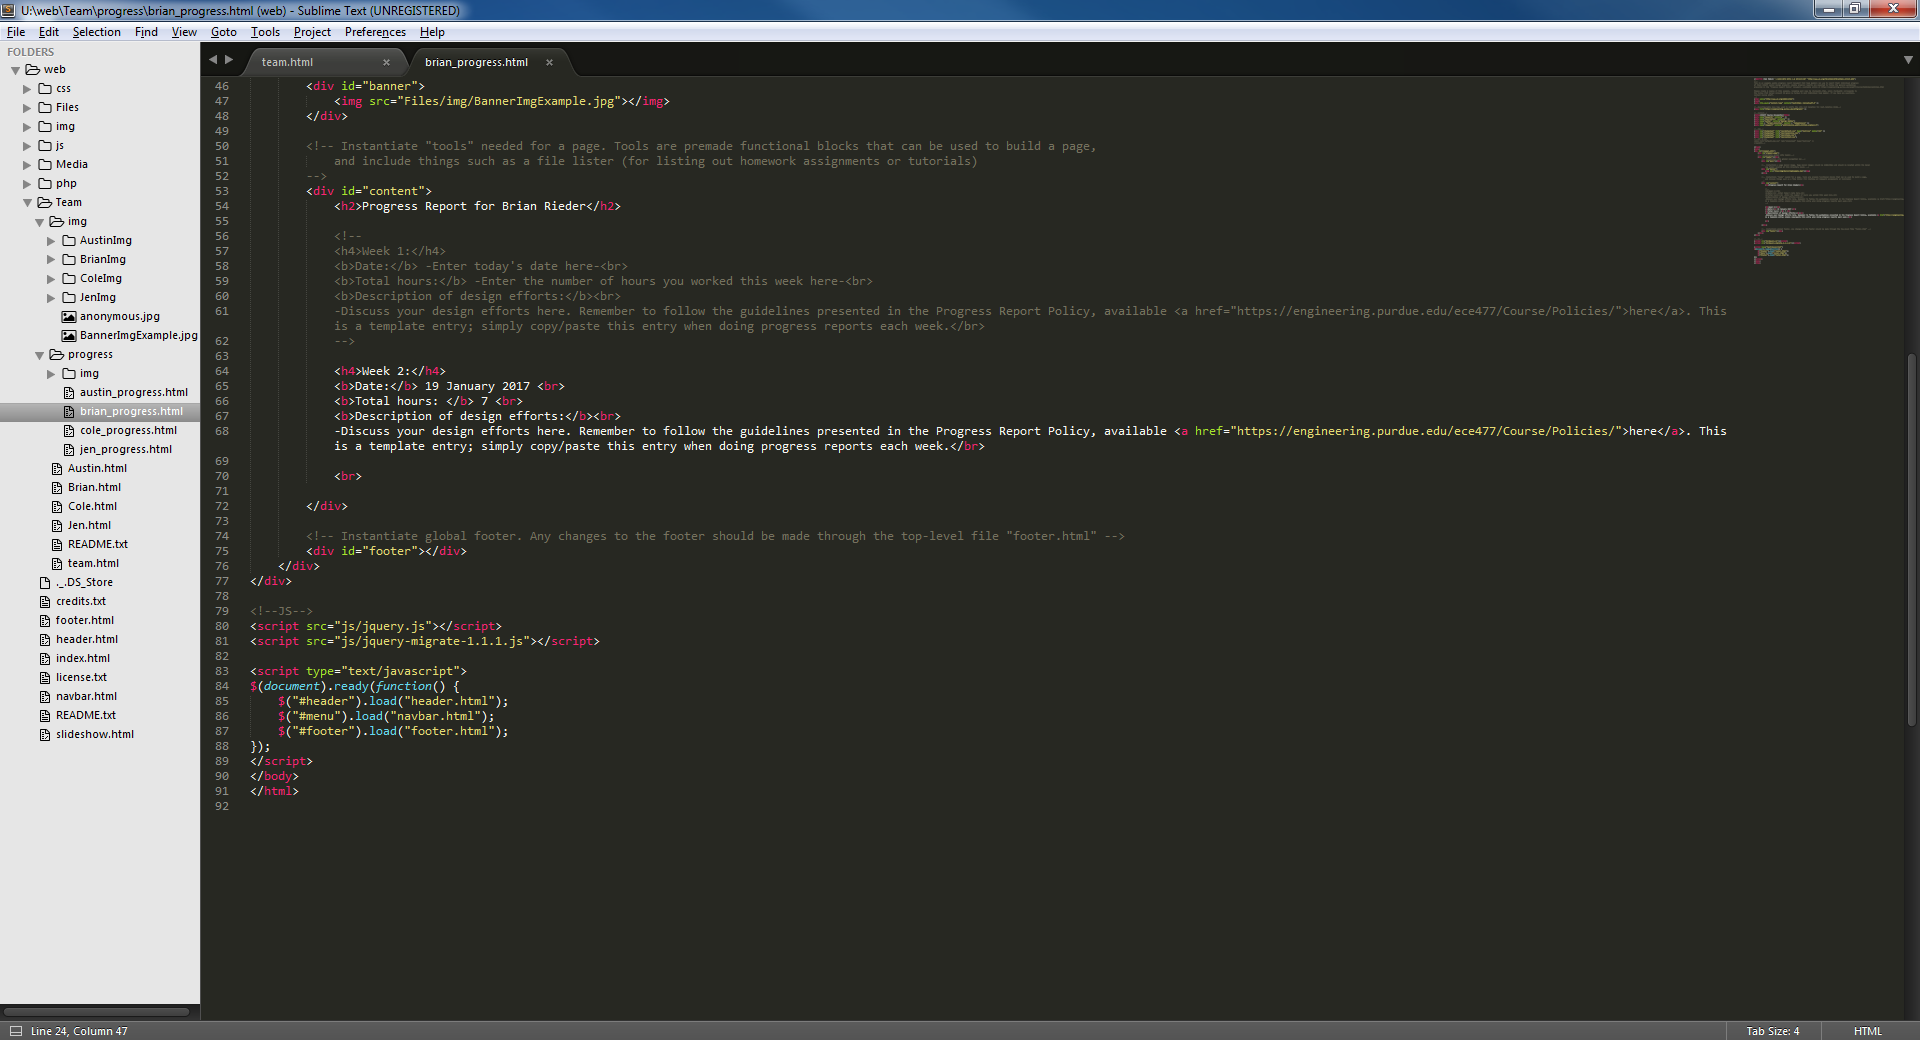 U:\web\Team\progress\brian_progress.html (web) - Sublime Text (UNREGISTERED)
File Edit Selection Find View Goto Tools Project Preferences Help
FOLDERS
web
css
Files
img
js
Media
php
Team
img
AustinImg
BrianImg
ColeImg
JenImg
anonymous.jpg
BannerImgExample.jpg
progress
img
austin_progress.html
brian_progress.html
cole_progress.html
jen_progress.html
Austin.html
Brian.html
Cole.html
Jen.html
README.txt
team.html
._.DS_Store
credits.txt
footer.html
header.html
index.html
license.txt
navbar.html
README.txt
slideshow.html
team.html brian_progress.html
46 <div id="banner">
47 <img src="Files/img/BannerImgExample.jpg"></img>
48 </div>
49
50 <!-- Instantiate "tools" needed for a page. Tools are premade functional blocks that can be used to build a page,
51 and include things such as a file lister (for listing out homework assignments or tutorials)
52 -->
53 <div id="content">
54 <h2>Progress Report for Brian Rieder</h2>
55
56 <!--
57 <h4>Week 1:</h4>
58 <b>Date:</b> -Enter today's date here-<br>
59 <b>Total hours:</b> -Enter the number of hours you worked this week here-<br>
60 <b>Description of design efforts:</b><br>
61 -Discuss your design efforts here. Remember to follow the guidelines presented in the Progress Report Policy, available <a href="https://engineering.purdue.edu/ece477/Course/Policies/">here</a>. This
is a template entry; simply copy/paste this entry when doing progress reports each week.</br>
62 -->
63
64 <h4>Week 2:</h4>
65 <b>Date:</b> 19 January 2017 <br>
66 <b>Total hours: </b> 7 <br>
67 <b>Description of design efforts:</b><br>
68 -Discuss your design efforts here. Remember to follow the guidelines presented in the Progress Report Policy, available <a href="https://engineering.purdue.edu/ece477/Course/Policies/">here</a>. This
is a template entry; simply copy/paste this entry when doing progress reports each week.</br>
69
70 <br>
71
72 </div>
73
74 <!-- Instantiate global footer. Any changes to the footer should be made through the top-level file "footer.html" -->
75 <div id="footer"></div>
76 </div>
77 </div>
78
79 <!--JS-->
80 <script src="js/jquery.js"></script>
81 <script src="js/jquery-migrate-1.1.1.js"></script>
82
83 <script type="text/javascript">
84 $(document).ready(function() {
85 $("#header").load("header.html");
86 $("#menu").load("navbar.html");
87 $("#footer").load("footer.html");
88 });
89 </script>
90 </body>
91 </html>
92
Line 24, Column 47
Tab Size: 4 HTML